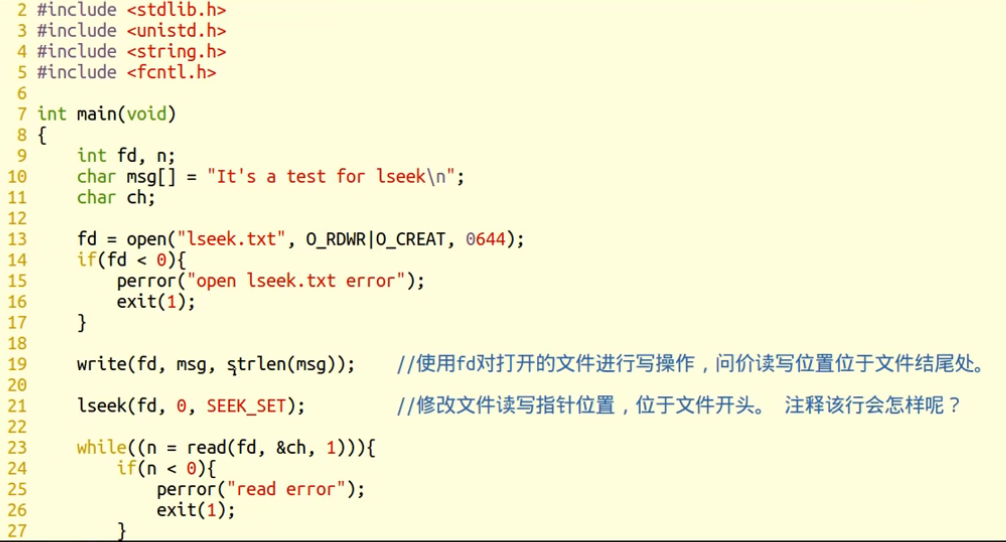 2 #include <stdlib.h>
3 #include <unistd.h>
4 #include <string.h>
5 #include <fcntl.h>
6
7 int main(void)
8 {
9     int fd, n;
10     char msg[] = "It's a test for lseek\n";
11     char ch;
12
13     fd = open("lseek.txt", O_RDWR|O_CREAT, 0644);
14     if(fd < 0){
15         perror("open lseek.txt error");
16         exit(1);
17     }
18
19     write(fd, msg, strlen(msg));    //使用fd对打开的文件进行写操作，问价读写位置位于文件结尾处。
20
21     lseek(fd, 0, SEEK_SET);         //修改文件读写指针位置，位于文件开头。 注释该行会怎样呢？
22
23     while((n = read(fd, &ch, 1))){
24         if(n < 0){
25             perror("read error");
26             exit(1);
27         }